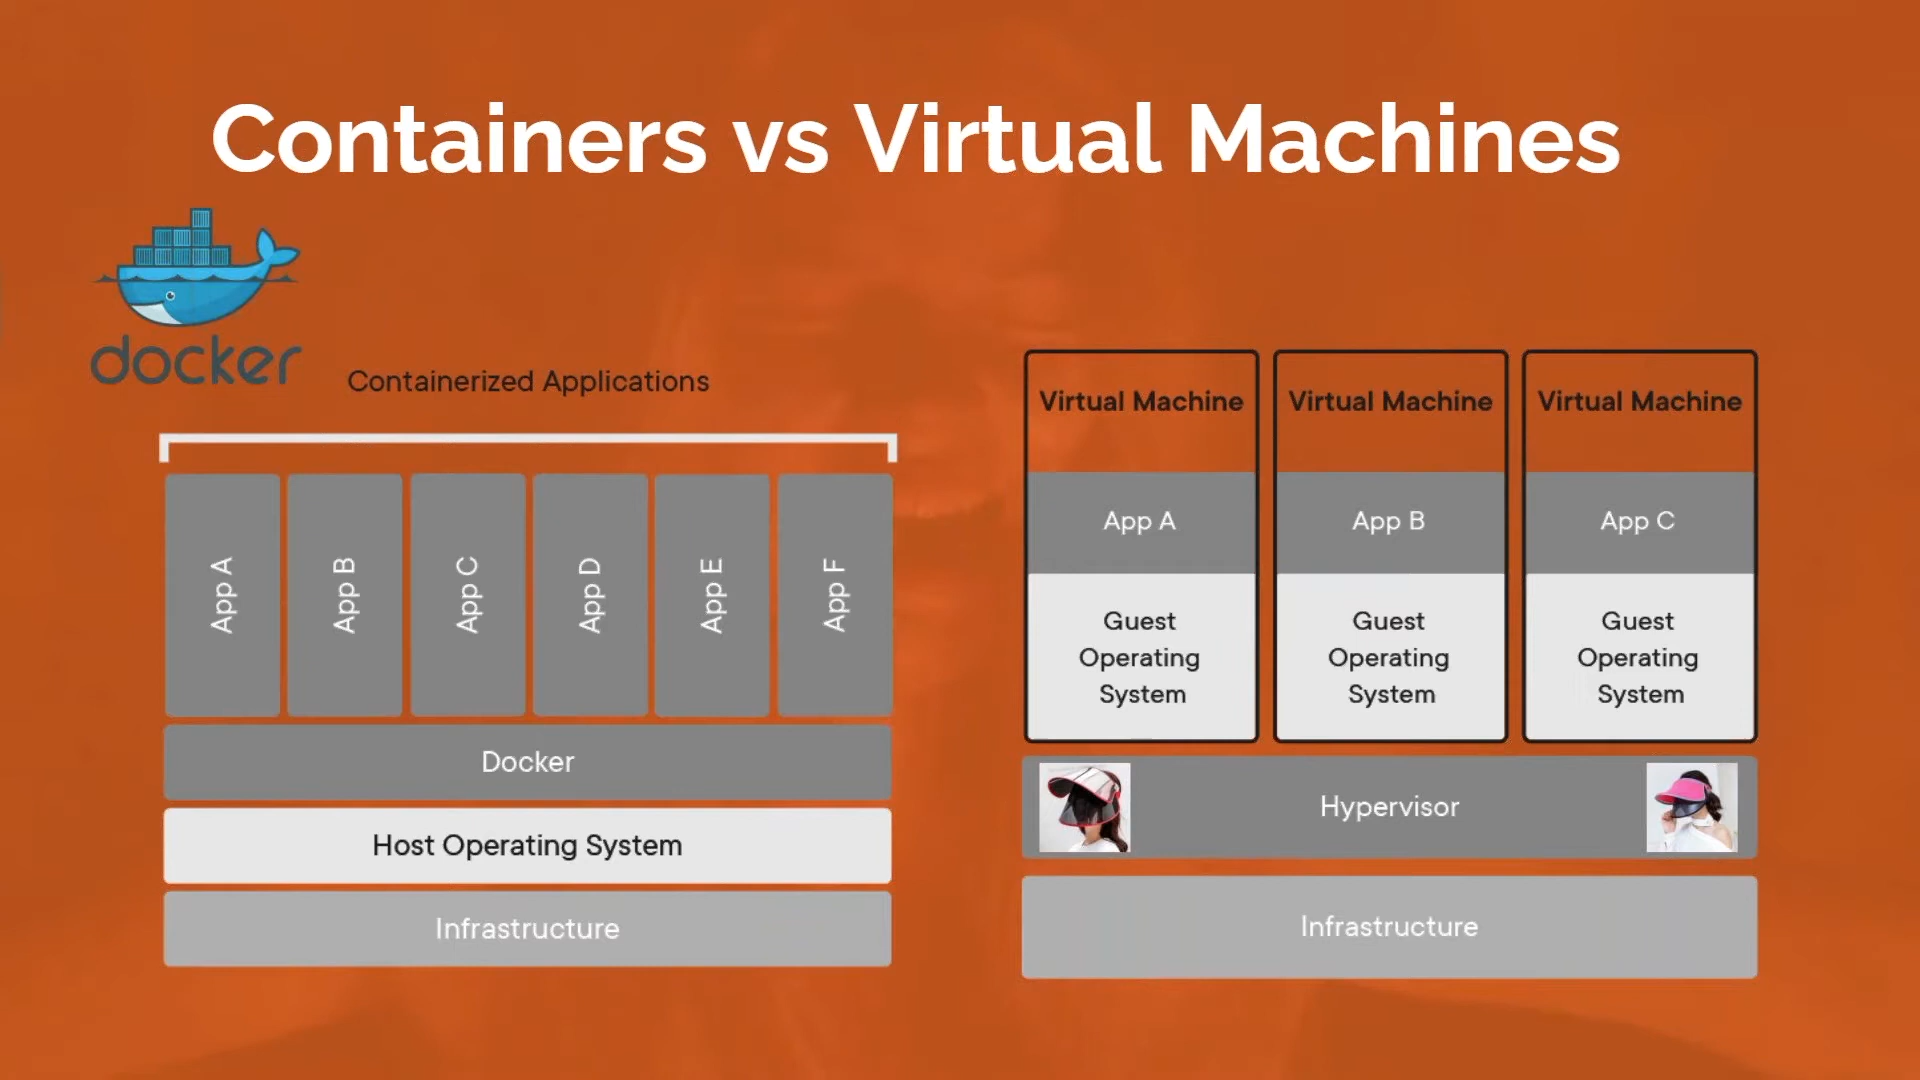 Containers vs Virtual Machines
docker
Containerized Applications
App A
App B
App C
App D
App E
App F
Docker
Host Operating System
Infrastructure
Virtual Machine
App A
Guest
Operating
System
Virtual Machine
App B
Guest
Operating
System
Virtual Machine
App C
Guest
Operating
System
Hypervisor
Infrastructure